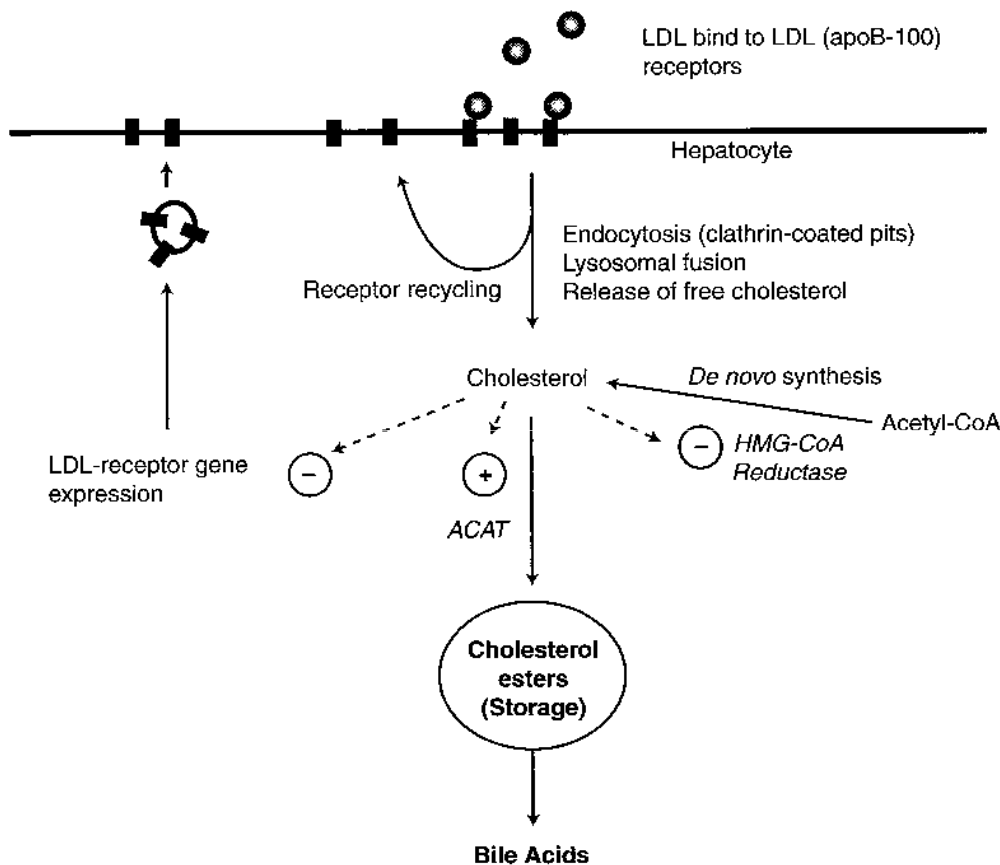 LDL bind to LDL (apoB-100)
receptors
Hepatocyte
Endocytosis (clathrin-coated pits)
Lysosomal fusion
Release of free cholesterol
Receptor recycling
Cholesterol
De novo synthesis
Acetyl-CoA
LDL-receptor gene
expression
−
+
ACAT
−
HMG-CoA
Reductase
Cholesterol
esters
(Storage)
Bile Acids